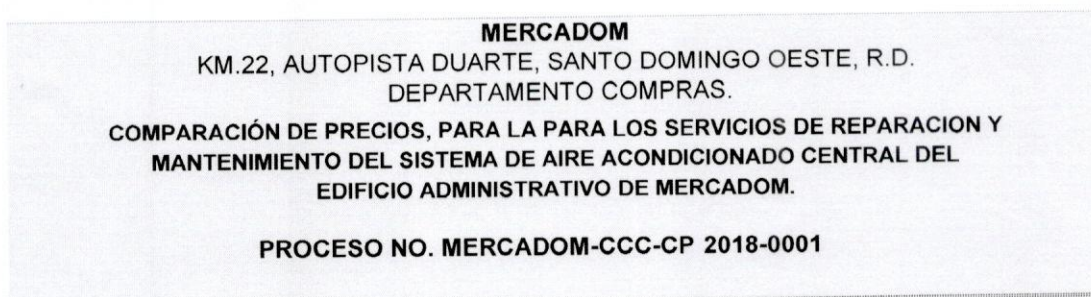 MERCADOM
KM.22, AUTOPISTA DUARTE, SANTO DOMINGO OESTE, R.D.
DEPARTAMENTO COMPRAS.
COMPARACIÓN DE PRECIOS, PARA LA PARA LOS SERVICIOS DE REPARACION Y
MANTENIMIENTO DEL SISTEMA DE AIRE ACONDICIONADO CENTRAL DEL
EDIFICIO ADMINISTRATIVO DE MERCADOM.
PROCESO NO. MERCADOM-CCC-CP 2018-0001